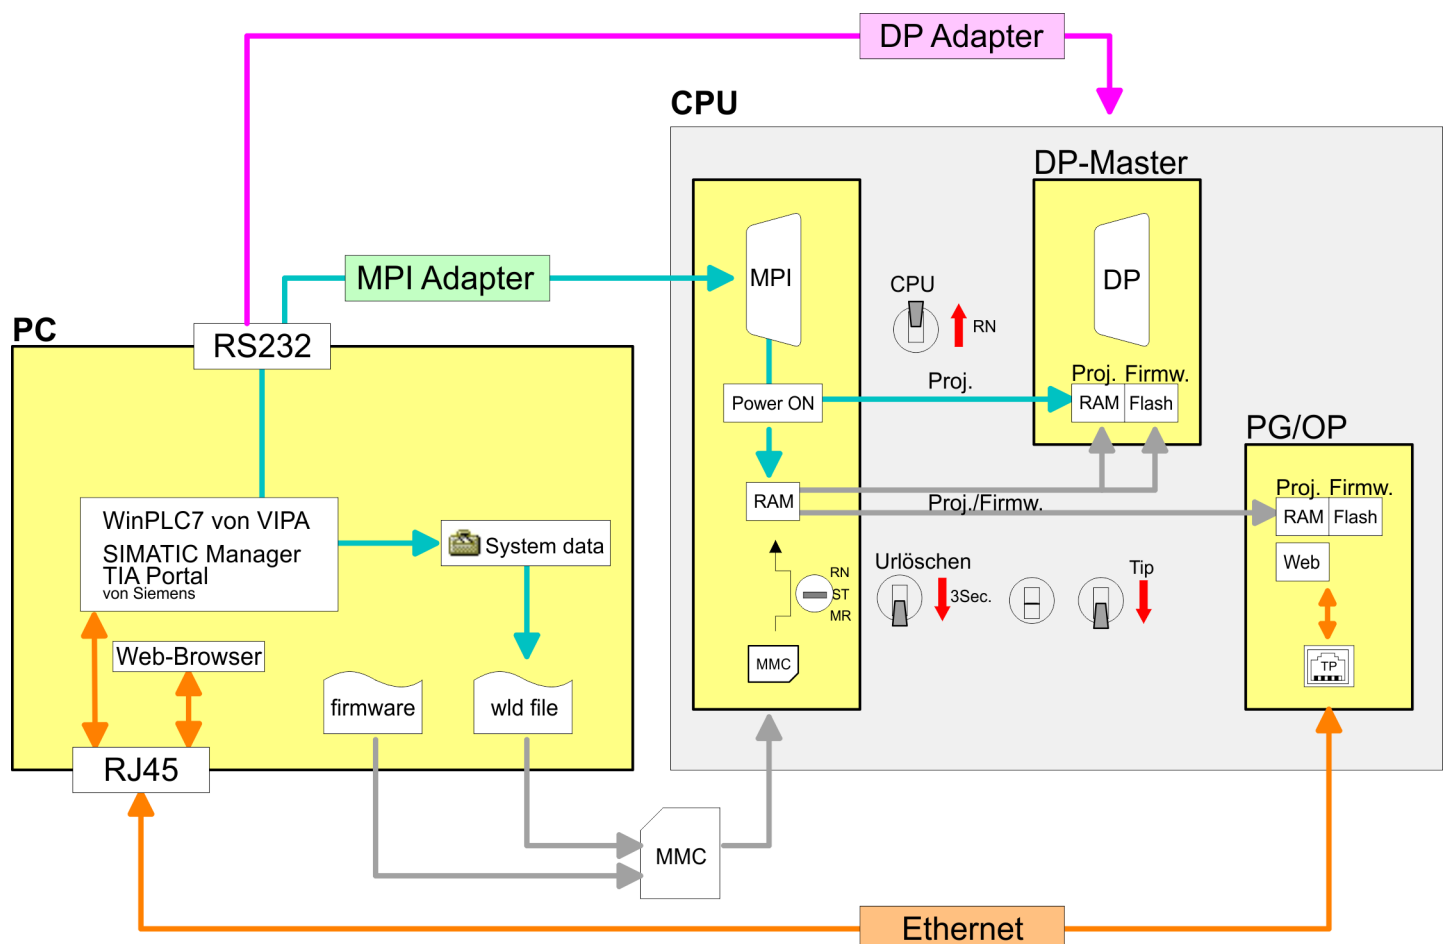 DP Adapter
CPU
DP-Master
MPI
DP
MPI Adapter
CPU
RN
PC
RS232
Proj.
Proj. Firmw.
Power ON
RAM Flash
PG/OP
RAM
Proj./Firmw.
Proj. Firmw.
RAM Flash
WinPLC7 von VIPA
SIMATIC Manager
TIA Portal
von Siemens
System data
Web
RN
ST
MR
Urlöschen
3Sec.
Tip
Web-Browser
MMC
TP
firmware
wld file
RJ45
MMC
Ethernet